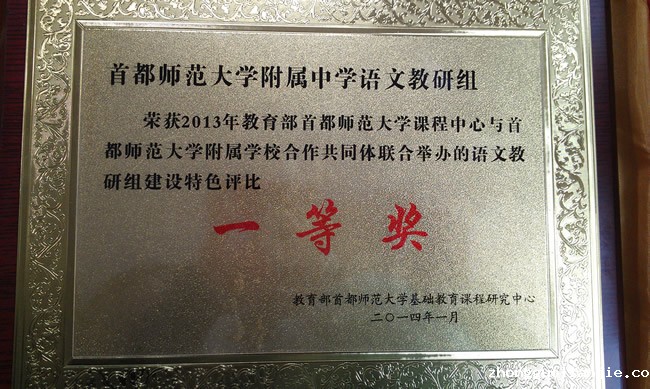 首都师范大学附属中学语文教研组
荣获2013年教育部首都师范大学课程中心与首
都师范大学附属学校合作共同体联合举办的语文教
研组建设特色评比
一等奖
教育部首都师范大学基础教育课程研究中心
二〇一四年一月